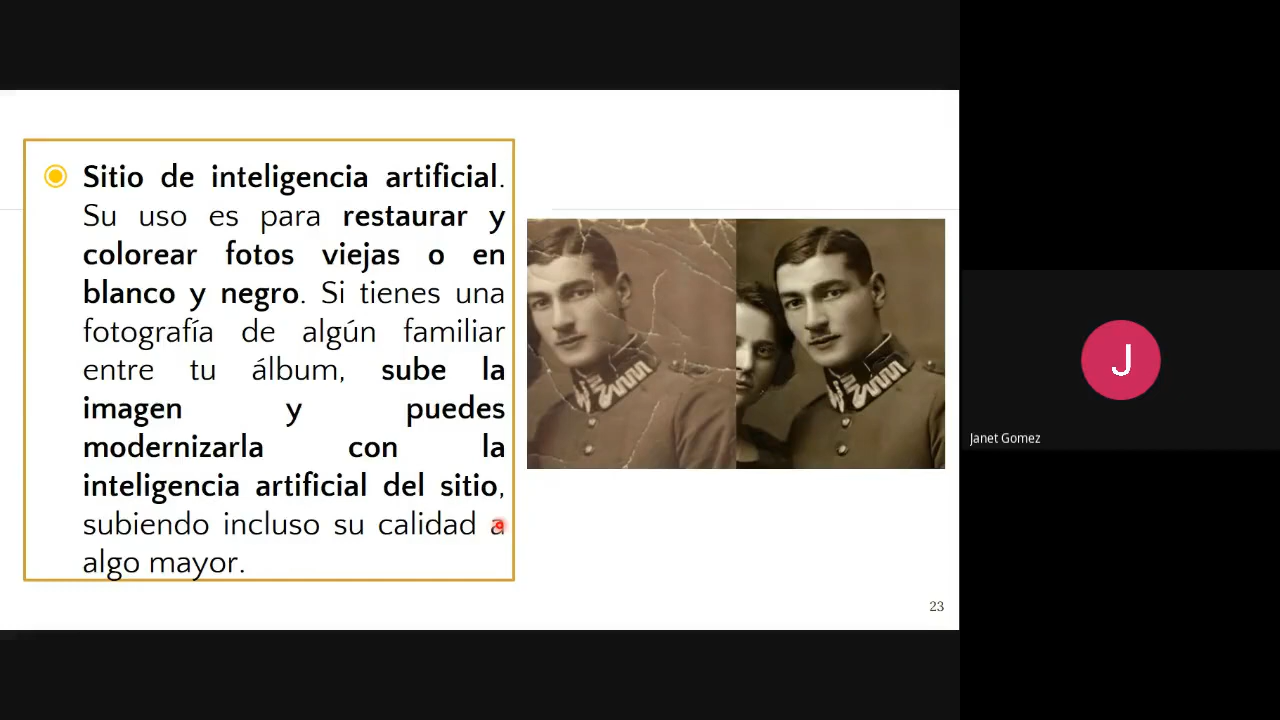 Sitio de inteligencia artificial.
Su uso es para restaurar y
colorear fotos viejas o en
blanco y negro. Si tienes una
fotografía de algún familiar
entre tu álbum, sube la
imagen y puedes
modernizarla con la
inteligencia artificial del sitio,
subiendo incluso su calidad a
algo mayor.
23
J
Janet Gomez